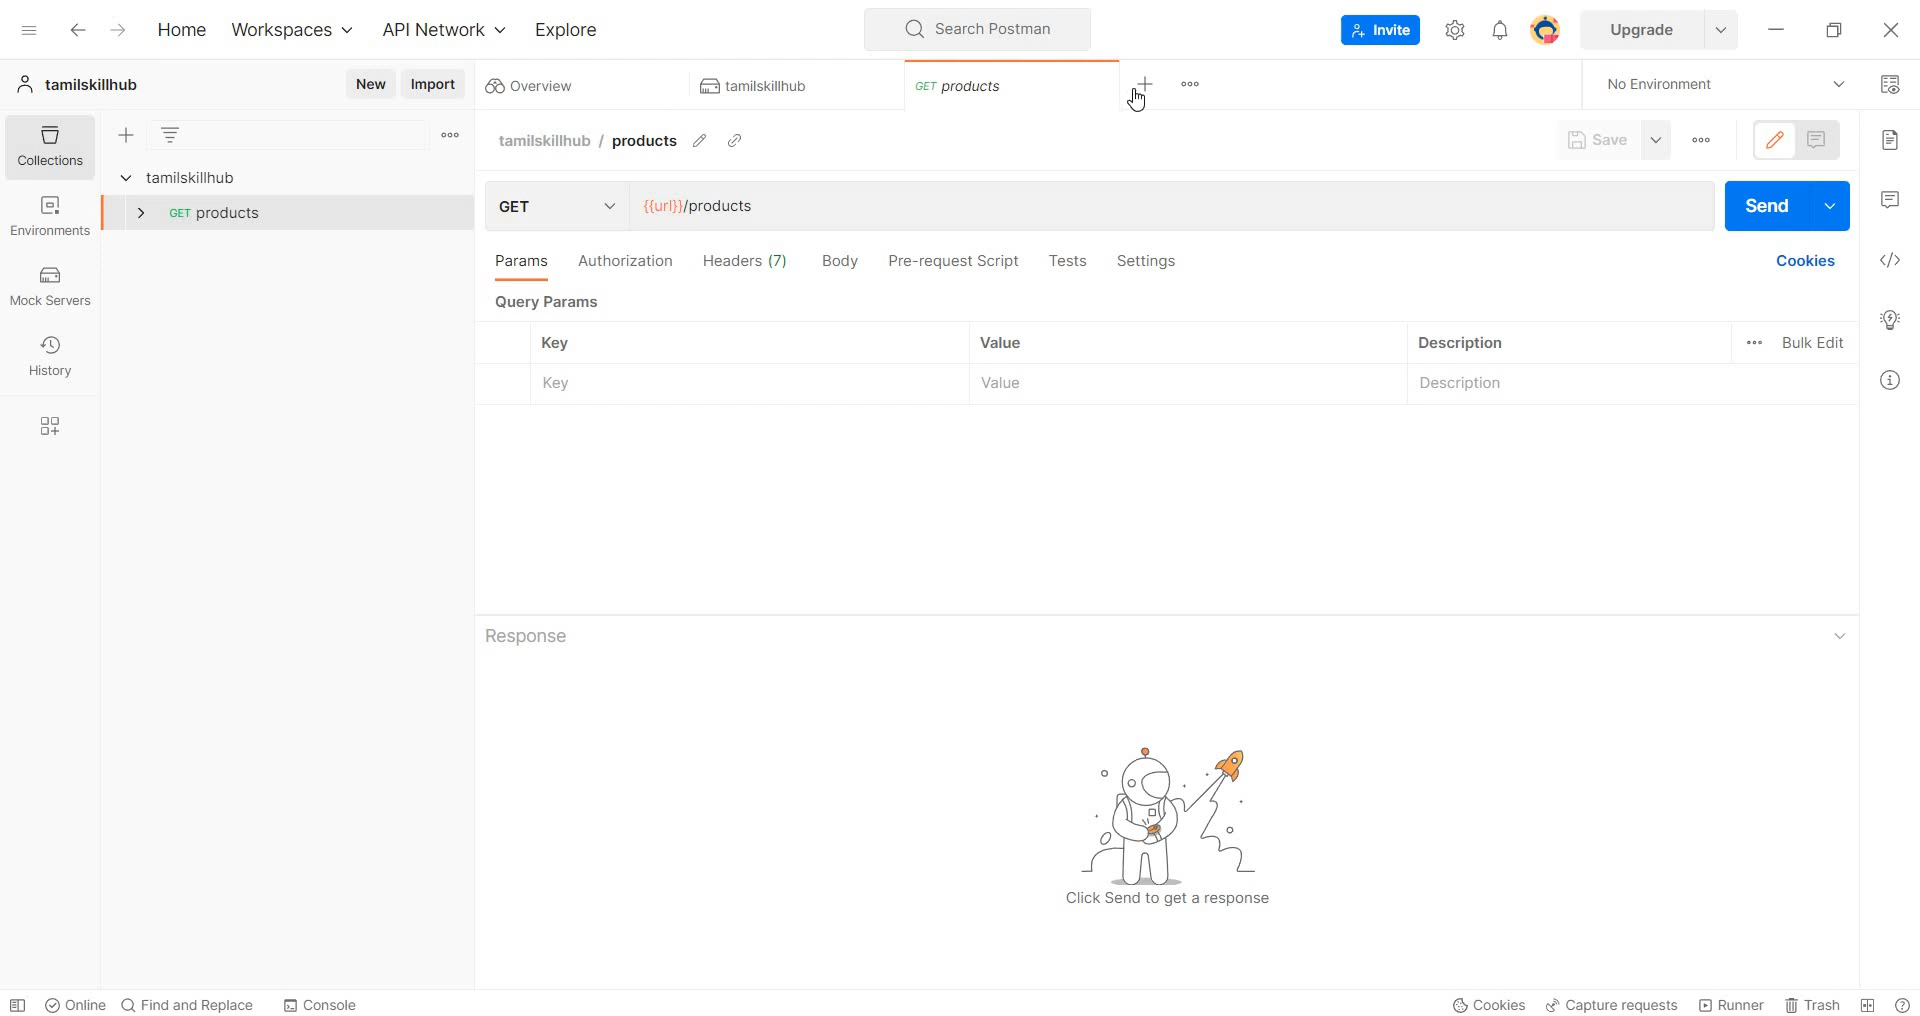 Home Workspaces API Network Explore Search Postman Invite Upgrade
tamilskillhub New Import Overview tamilskillhub GET products No Environment
Collections
tamilskillhub / products Save
tamilskillhub
GET products
GET {{url}}/products Send
Environments
Mock Servers
History
Params Authorization Headers (7) Body Pre-request Script Tests Settings Cookies
Query Params
Key Value Description Bulk Edit
Key Value Description
Response
Click Send to get a response
Online Find and Replace Console Cookies Capture requests Runner Trash